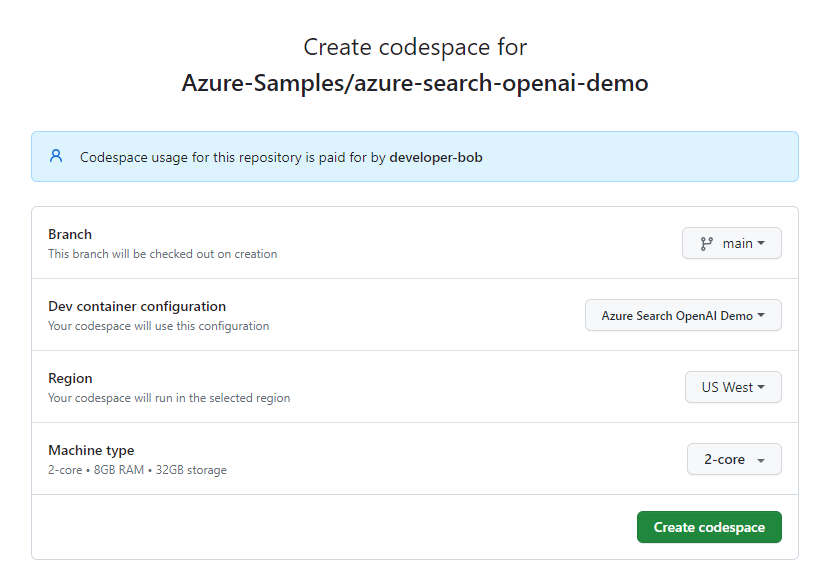 Create codespace for
Azure-Samples/azure-search-openai-demo
Codespace usage for this repository is paid for by developer-bob
Branch
This branch will be checked out on creation
main
Dev container configuration
Your codespace will use this configuration
Azure Search OpenAI Demo
Region
Your codespace will run in the selected region
US West
Machine type
2-core • 8GB RAM • 32GB storage
2-core
Create codespace